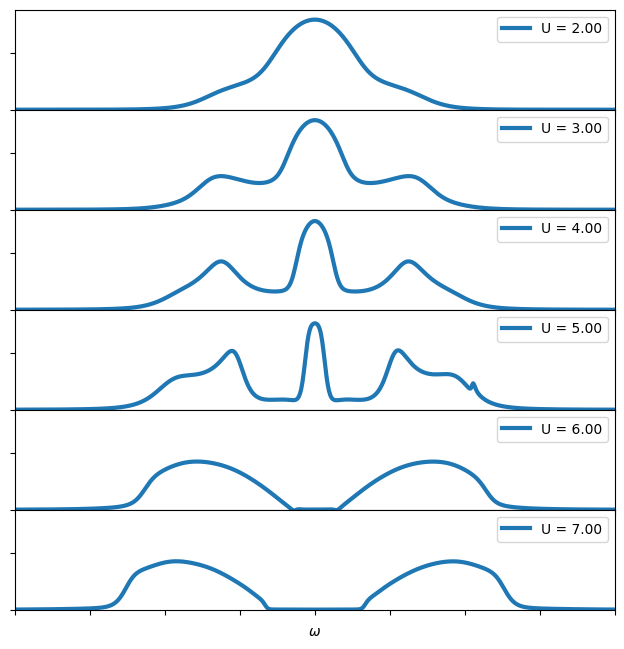 U = 2.00
U = 3.00
U = 4.00
U = 5.00
U = 6.00
U = 7.00
ω